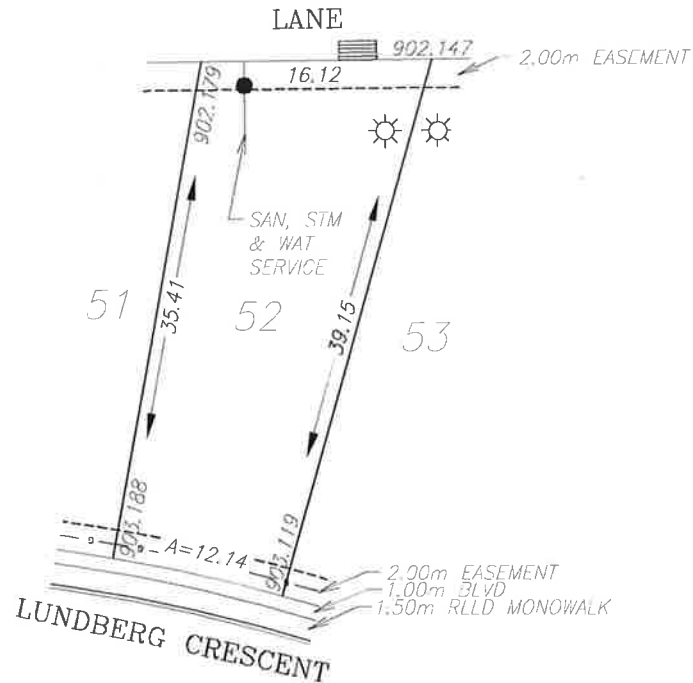 LANE
902.147
2.00m EASEMENT
16.12
902.179
SAN, STM
& WAT
SERVICE
51
35.41
52
39.15
53
903.188
A=12.14
903.119
2.00m EASEMENT
1.00m BLVD
1.50m RLLD MONOWALK
LUNDBERG CRESCENT